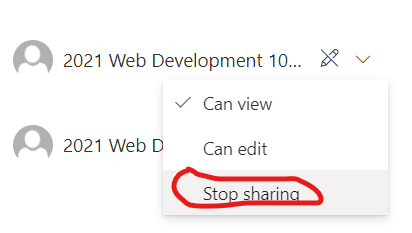 2021 Web Development 10...
Can view
2021 Web D
Can edit
Stop sharing